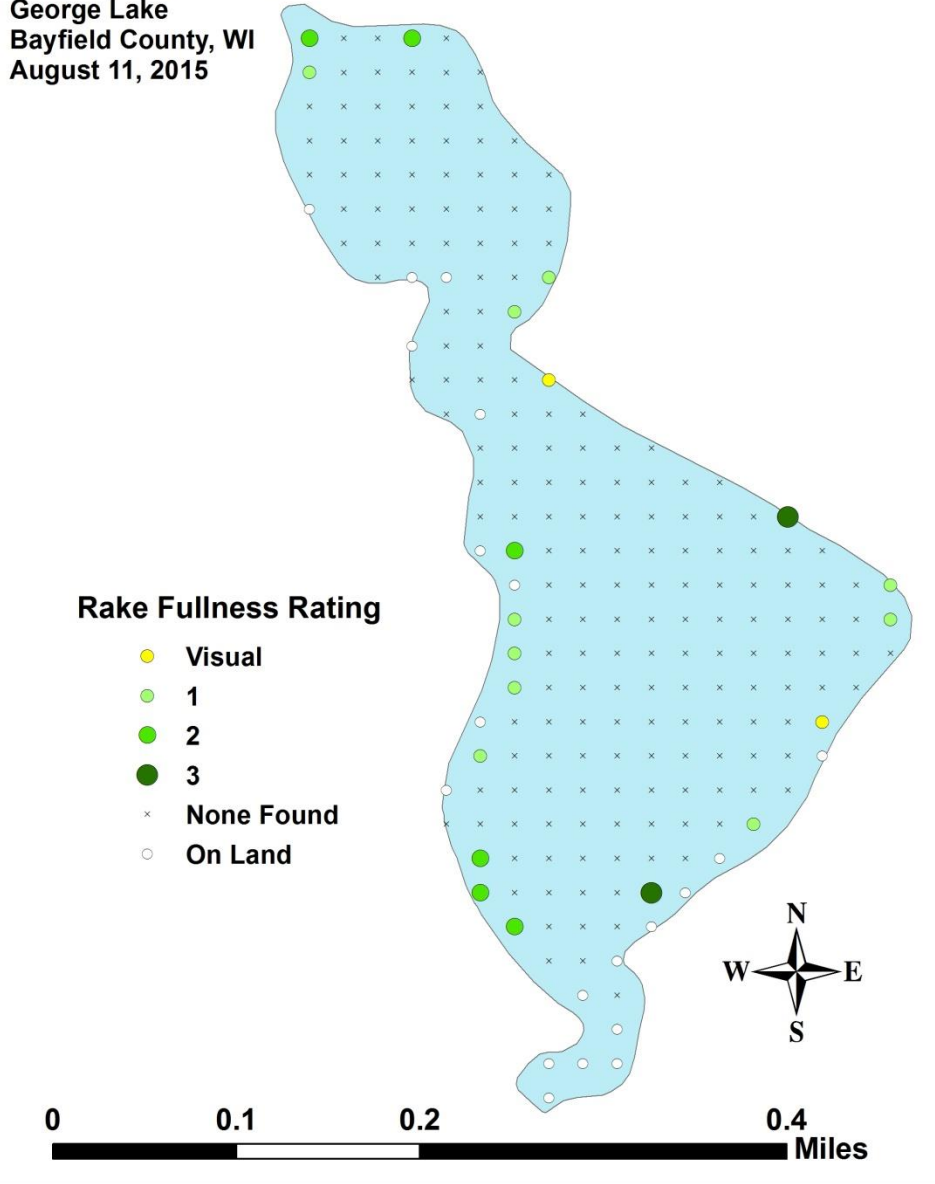 George Lake
Bayfield County, WI
August 11, 2015
Rake Fullness Rating
Visual
1
2
3
None Found
On Land
N
W E
S
0 0.1 0.2 0.4
Miles